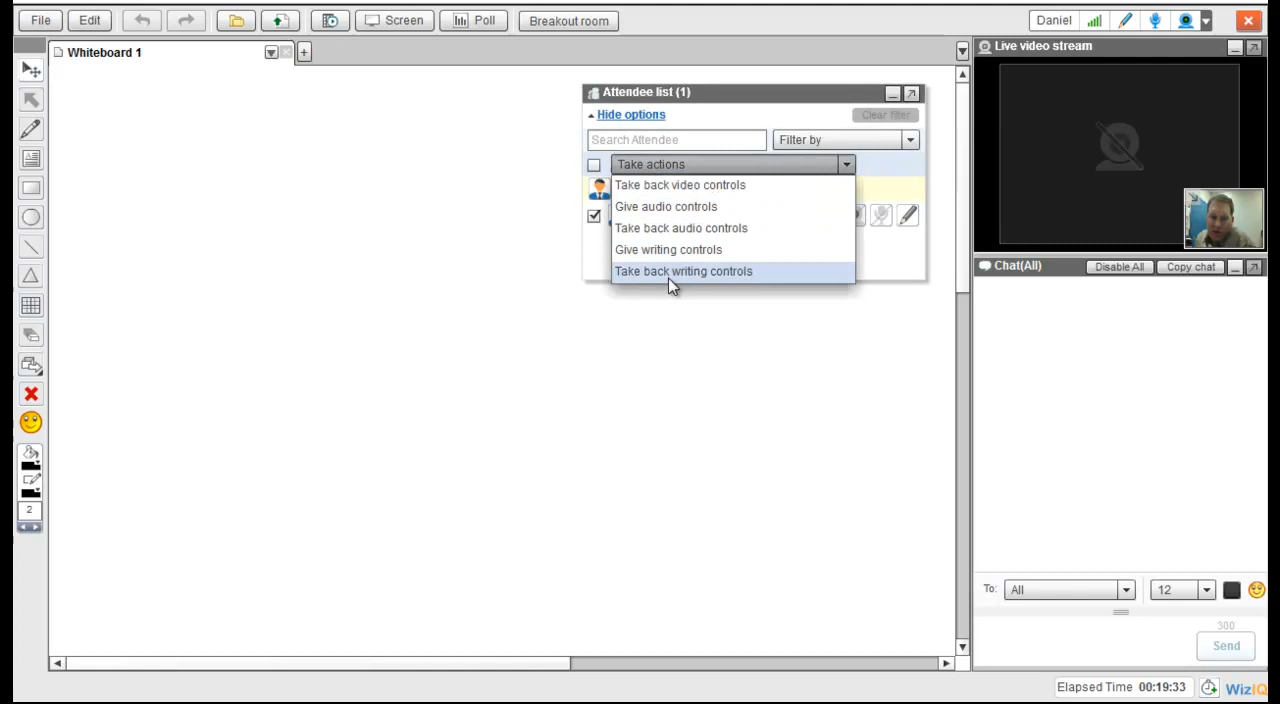 File Edit Screen Poll Breakout room Daniel
Whiteboard 1
Live video stream
Attendee list (1)
Hide options Clear filter
Search Attendee Filter by
Take actions
Take back video controls
Give audio controls
Take back audio controls
Give writing controls
Take back writing controls
Chat(All) Disable All Copy chat
2
To: All 12
300
Send
Elapsed Time 00:19:33 WizIQ